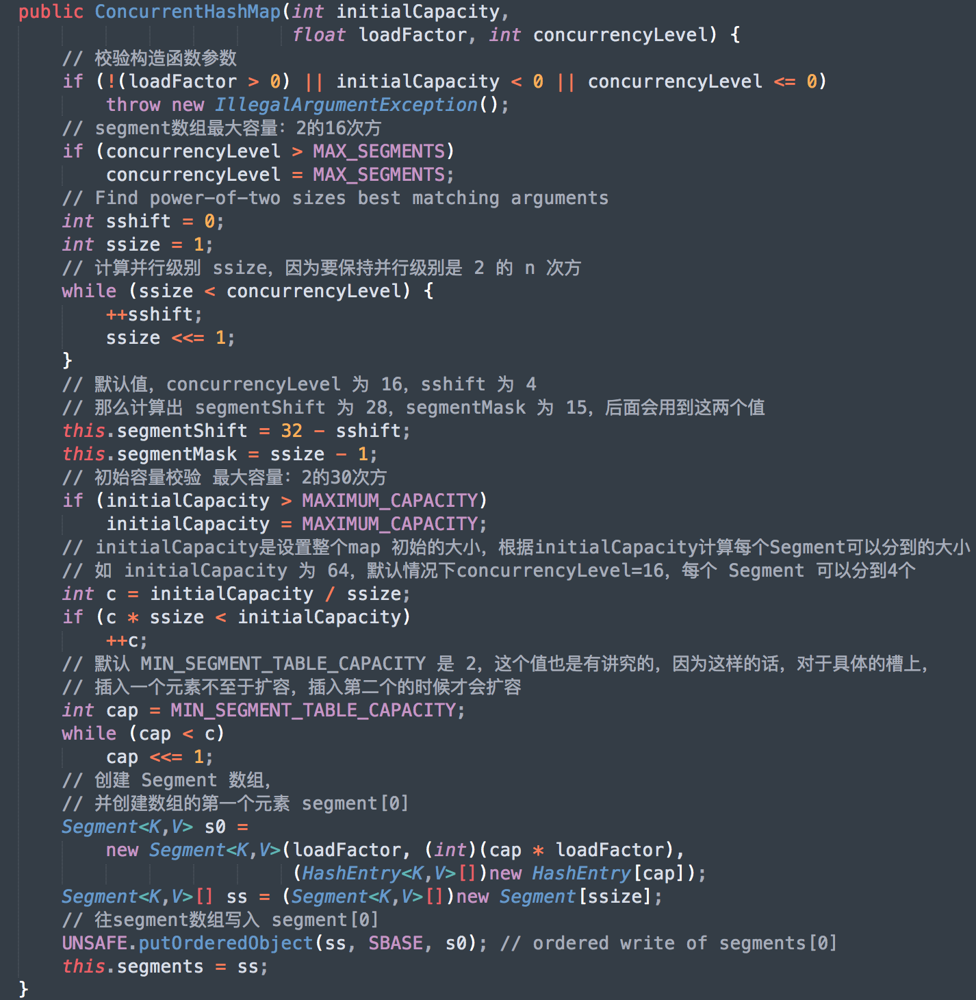 public ConcurrentHashMap(int initialCapacity,
                         float loadFactor, int concurrencyLevel) {
    // 校验构造函数参数
    if (!(loadFactor > 0) || initialCapacity < 0 || concurrencyLevel <= 0)
        throw new IllegalArgumentException();
    // segment数组最大容量：2的16次方
    if (concurrencyLevel > MAX_SEGMENTS)
        concurrencyLevel = MAX_SEGMENTS;
    // Find power-of-two sizes best matching arguments
    int sshift = 0;
    int ssize = 1;
    // 计算并行级别 ssize，因为要保持并行级别是 2 的 n 次方
    while (ssize < concurrencyLevel) {
        ++sshift;
        ssize <<= 1;
    }
    // 默认值，concurrencyLevel 为 16，sshift 为 4
    // 那么计算出 segmentShift 为 28，segmentMask 为 15，后面会用到这两个值
    this.segmentShift = 32 - sshift;
    this.segmentMask = ssize - 1;
    // 初始容量校验 最大容量：2的30次方
    if (initialCapacity > MAXIMUM_CAPACITY)
        initialCapacity = MAXIMUM_CAPACITY;
    // initialCapacity是设置整个map 初始的大小，根据initialCapacity计算每个Segment可以分到的大小
    // 如 initialCapacity 为 64，默认情况下concurrencyLevel=16，每个 Segment 可以分到4个
    int c = initialCapacity / ssize;
    if (c * ssize < initialCapacity)
        ++c;
    // 默认 MIN_SEGMENT_TABLE_CAPACITY 是 2，这个值也是有讲究的，因为这样的话，对于具体的槽上，
    // 插入一个元素不至于扩容，插入第二个的时候才会扩容
    int cap = MIN_SEGMENT_TABLE_CAPACITY;
    while (cap < c)
        cap <<= 1;
    // 创建 Segment 数组，
    // 并创建数组的第一个元素 segment[0]
    Segment<K,V> s0 =
        new Segment<K,V>(loadFactor, (int)(cap * loadFactor),
                         (HashEntry<K,V>[])new HashEntry[cap]);
    Segment<K,V>[] ss = (Segment<K,V>[])new Segment[ssize];
    // 往segment数组写入 segment[0]
    UNSAFE.putOrderedObject(ss, SBASE, s0); // ordered write of segments[0]
    this.segments = ss;
}